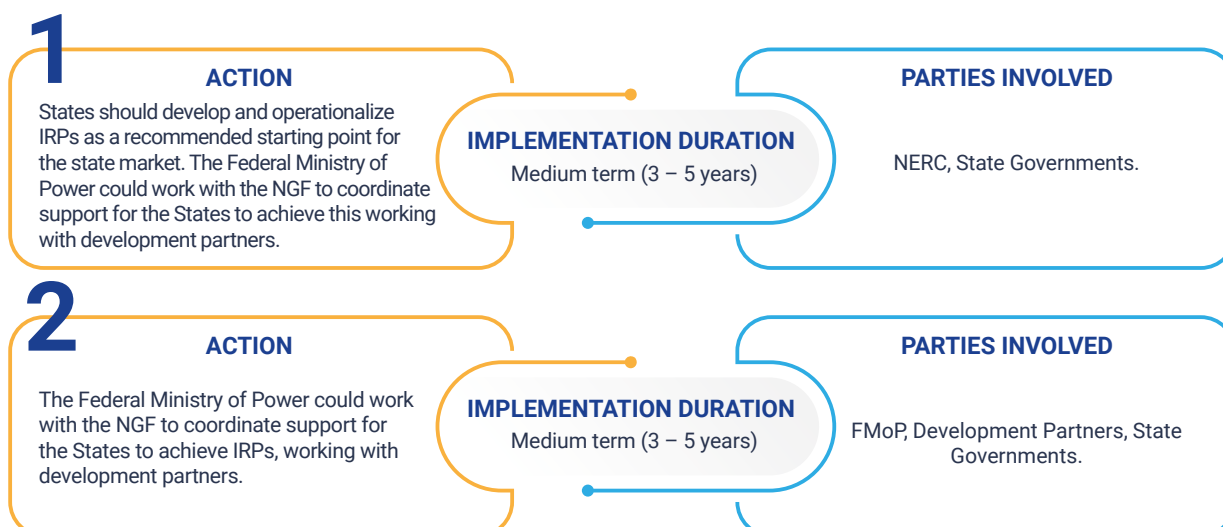 1
ACTION
States should develop and operationalize
IRPs as a recommended starting point for
the state market. The Federal Ministry of
Power could work with the NGF to coordinate
support for the States to achieve this working
with development partners.
IMPLEMENTATION DURATION
Medium term (3 – 5 years)
PARTIES INVOLVED
NERC, State Governments.
2
ACTION
The Federal Ministry of Power could work
with the NGF to coordinate support for
the States to achieve IRPs, working with
development partners.
IMPLEMENTATION DURATION
Medium term (3 – 5 years)
PARTIES INVOLVED
FMoP, Development Partners, State
Governments.